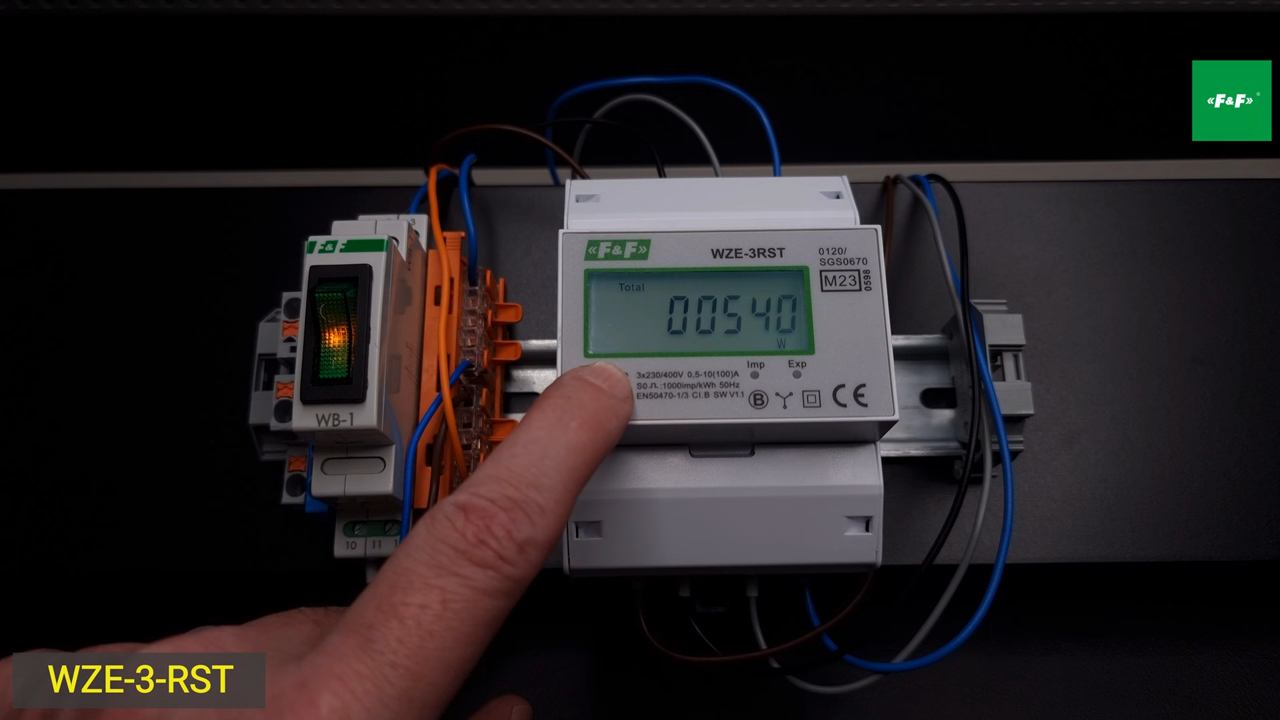 «F&F»
«F&F»
WZE-3RST
0120/
SGS0670
M23
0598
Total
00540
W
Imp
Exp
3x230/400V 0,5-10(100)A
S0 ⎍:1000imp/kWh 50Hz
EN50470-1/3 Cl.B SW V1.1
B
CE
F&F
WB-1
10
11
WZE-3-RST